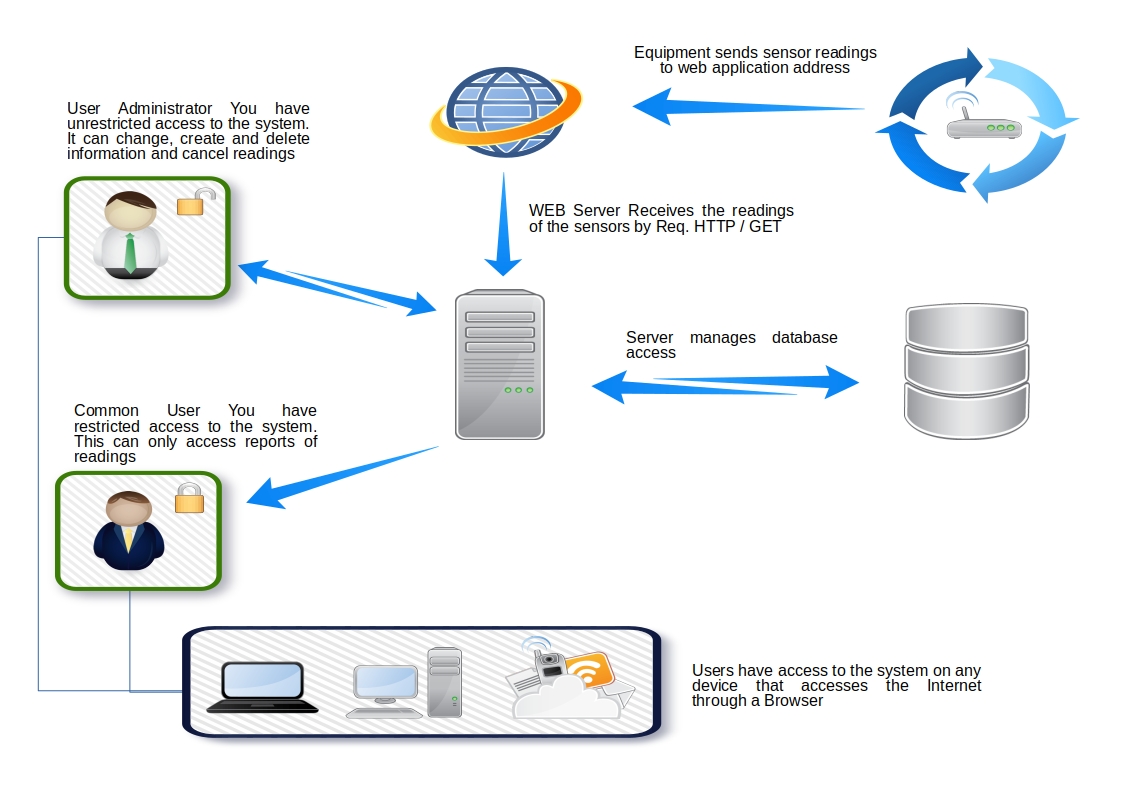 Equipment sends sensor readings
to web application address
User Administrator You have
unrestricted access to the system.
It can change, create and delete
information and cancel readings
WEB Server Receives the readings
of the sensors by Req. HTTP / GET
Server manages database
access
Common User You have
restricted access to the system.
This can only access reports of
readings
Users have access to the system on any
device that accesses the Internet
through a Browser